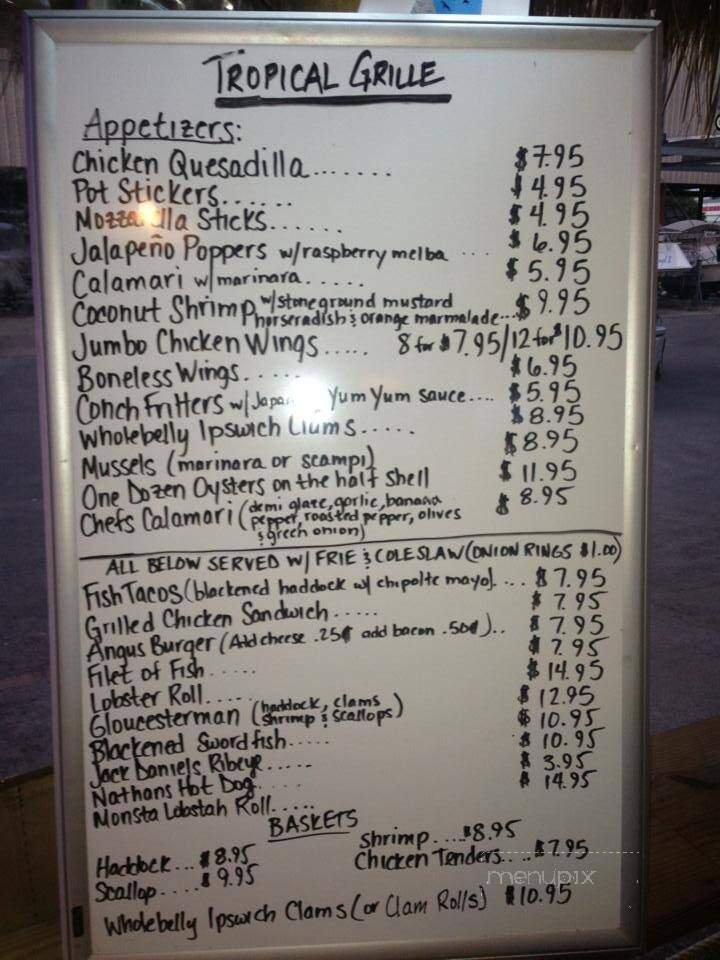 TROPICAL GRILLE
Appetizers:
Chicken Quesadilla....... $7.95
Pot Stickers...... $4.95
Mozza lla Sticks...... $4.95
Jalapeño Poppers w/raspberry melba ... $6.95
Calamari w/marinara..... $5.95
Coconut Shrimp w/stoneground mustard
horseradish & orange marmalade... $9.95
Jumbo Chicken Wings..... 8 for $7.95/12 for $10.95
Boneless Wings..... $6.95
Conch Fritters w/Japa Yum Yum sauce.... $5.95
Wholebelly Ipswich Clams..... $8.95
Mussels (marinara or scampi) $8.95
One Dozen Oysters on the half shell $11.95
Chefs Calamari (demi glaze, garlic, banana $8.95
pepper, roasted pepper, olives
& green onion)
ALL BELOW SERVED W/ FRIE & COLESLAW (ONION RINGS $1.00)
Fish Tacos (blackened haddock w/ chipolte mayo) ... $7.95
Grilled Chicken Sandwich ..... $7.95
Angus Burger (Add cheese .25¢ add bacon .50¢).. $7.95
Filet of Fish..... $7.95
Lobster Roll..... $14.95
Gloucesterman (haddock, clams
shrimp & scallops) $12.95
Blackened Swordfish..... $10.95
Jack Daniels Ribeye..... $10.95
Nathans Hot Dog..... $3.95
Monsta Lobstah Roll..... $14.95
BASKETS
Haddock... $8.95
Scallop.... $9.95
Shrimp.... $8.95
Chicken Tenders.... $7.95
Wholebelly Ipswich Clams (or Clam Rolls) $10.95
menupix